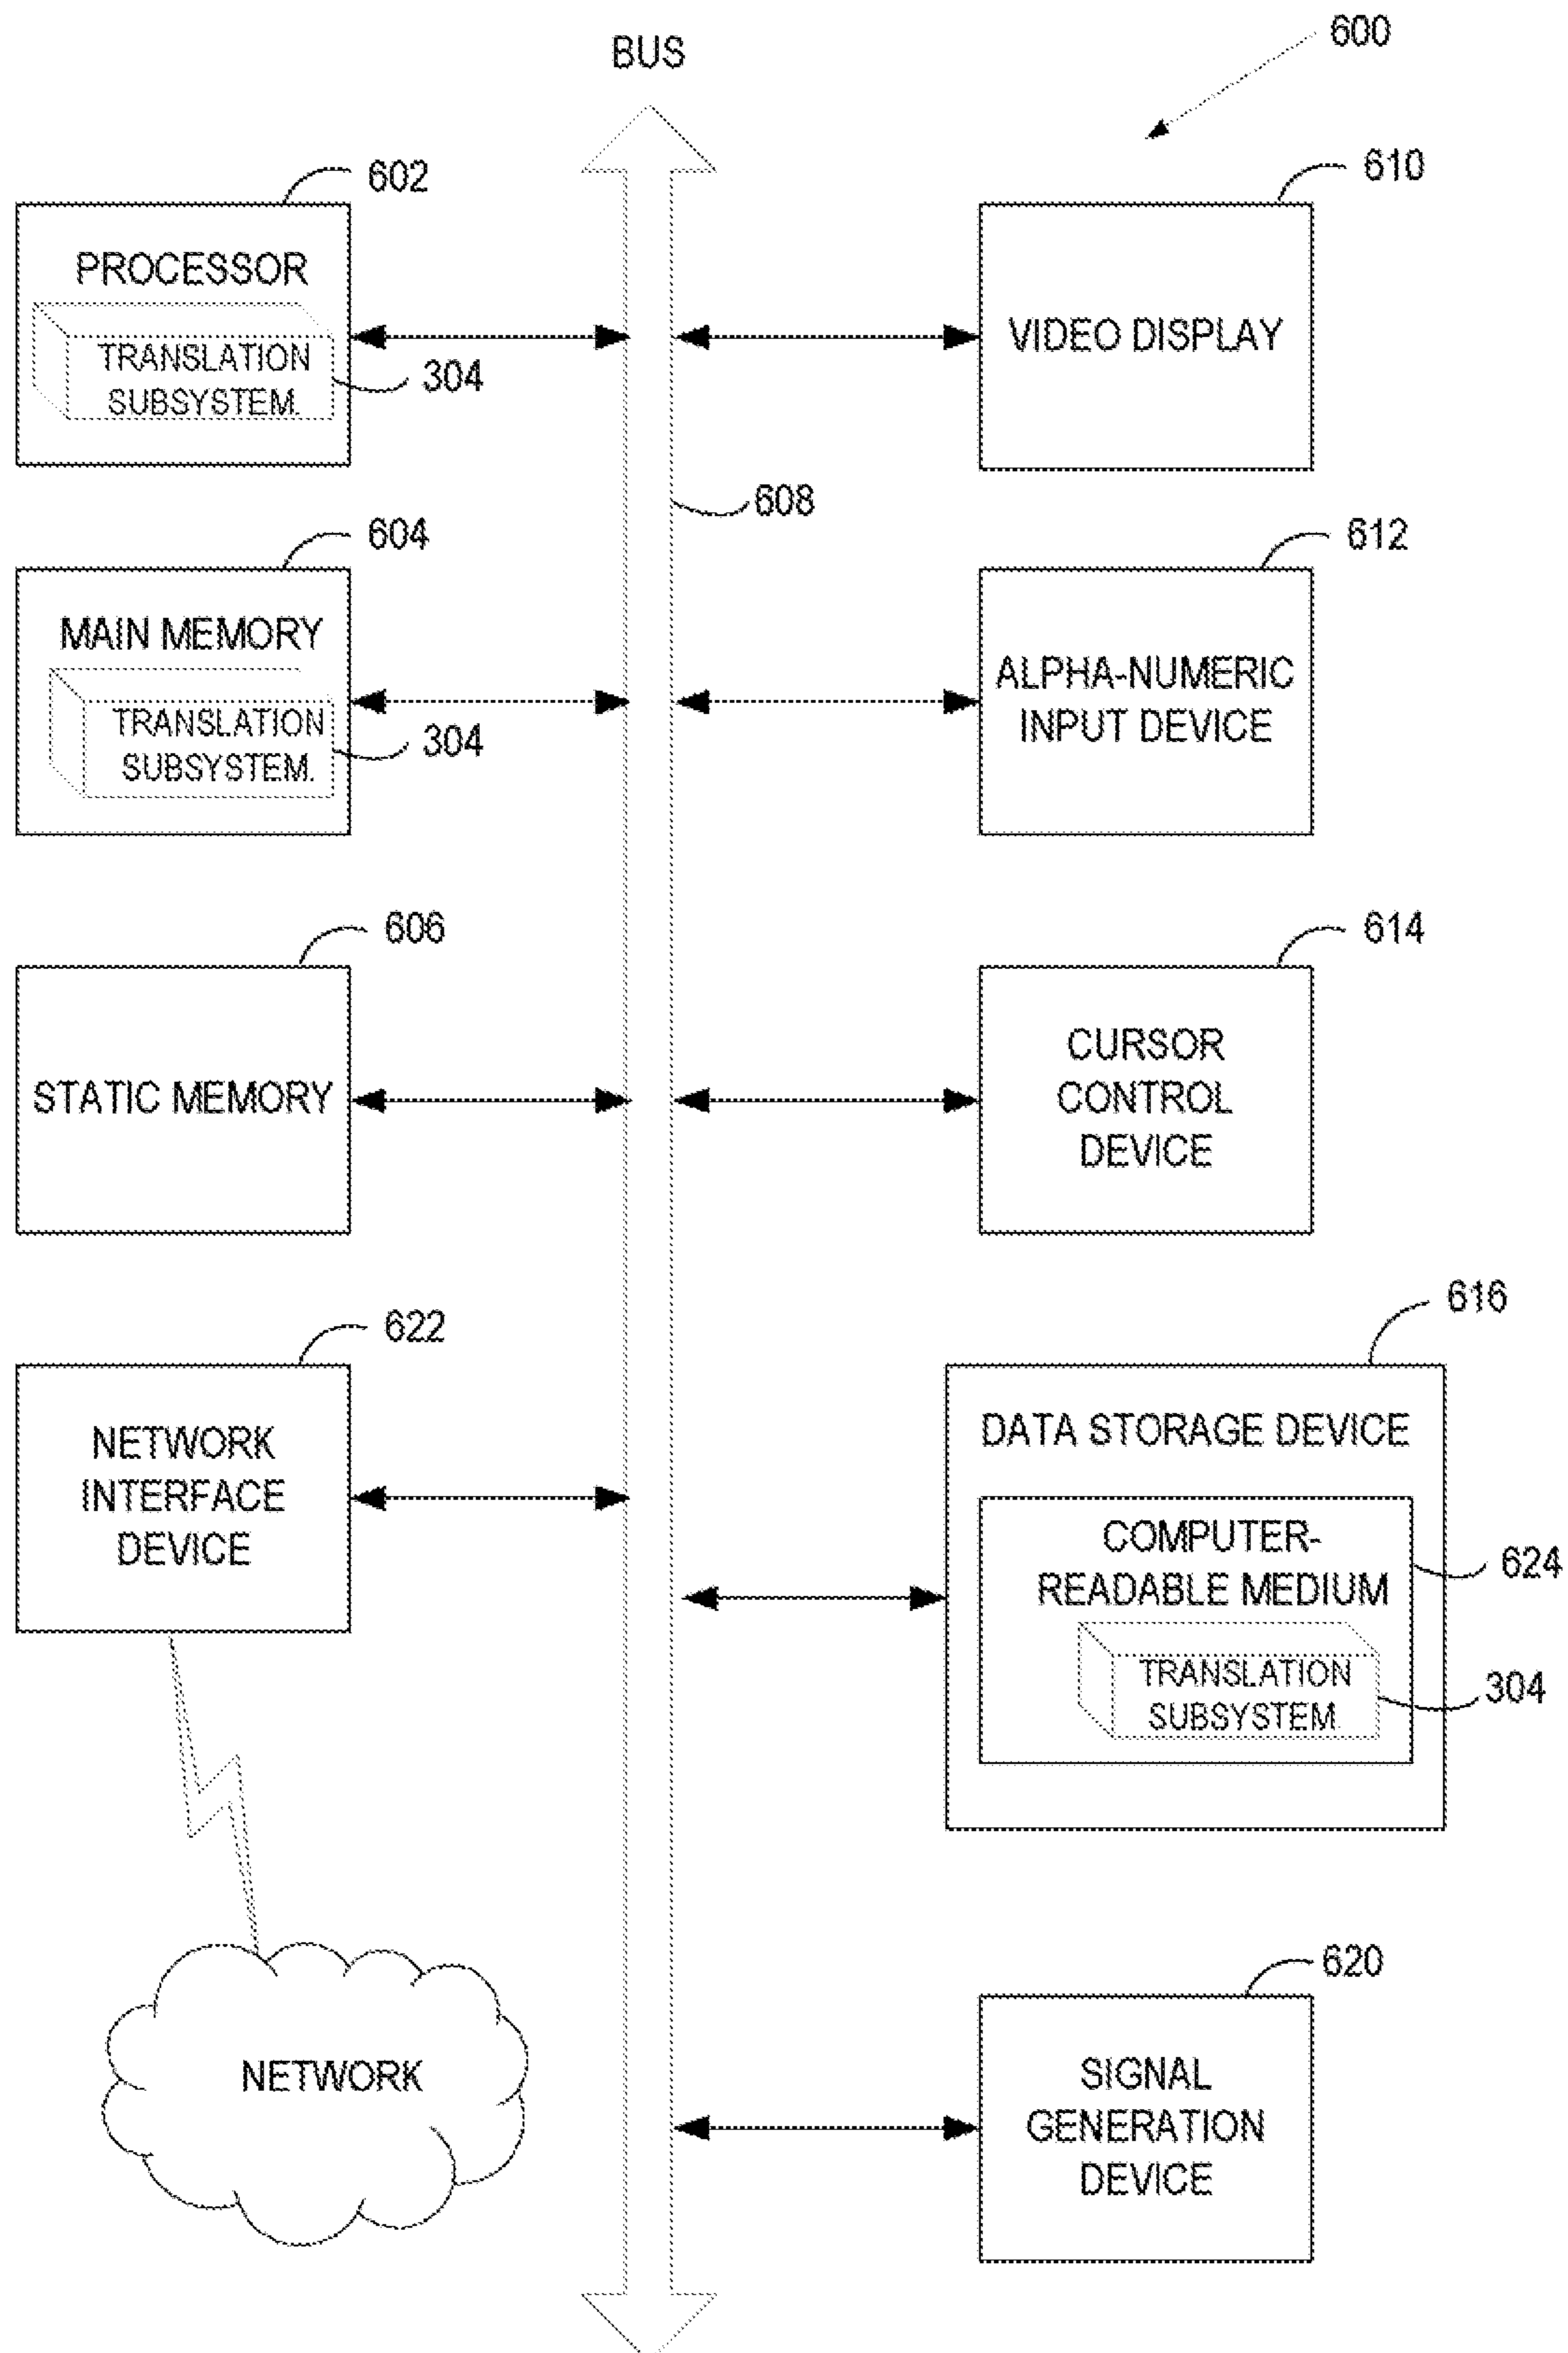 BUS
600
602
PROCESSOR
TRANSLATION
SUBSYSTEM.
304
610
VIDEO DISPLAY
608
604
MAIN MEMORY
TRANSLATION
SUBSYSTEM.
304
612
ALPHA-NUMERIC
INPUT DEVICE
606
STATIC MEMORY
614
CURSOR
CONTROL
DEVICE
622
NETWORK
INTERFACE
DEVICE
616
DATA STORAGE DEVICE
COMPUTER-
READABLE MEDIUM
624
TRANSLATION
SUBSYSTEM.
304
NETWORK
620
SIGNAL
GENERATION
DEVICE